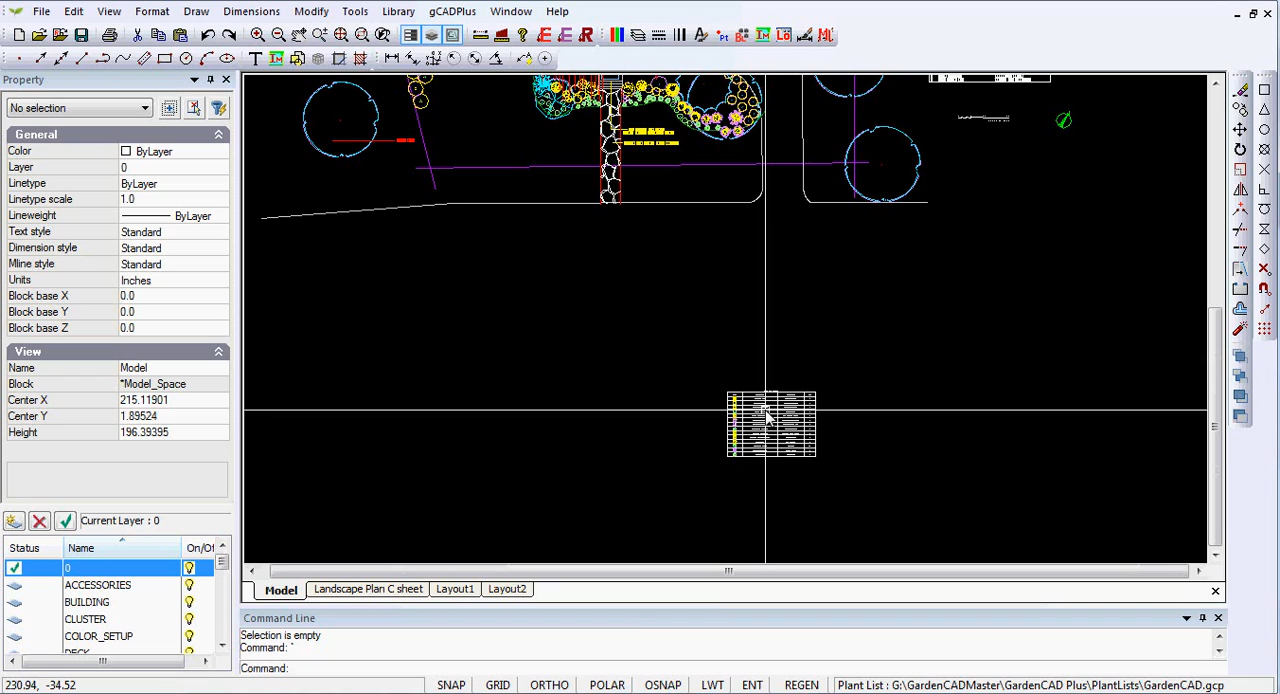 File Edit View Format Draw Dimensions Modify Tools Library gCADPlus Window Help
Property
No selection
General
Color ByLayer
Layer 0
Linetype ByLayer
Linetype scale 1.0
Lineweight ByLayer
Text style Standard
Dimension style Standard
Mline style Standard
Units Inches
Block base X 0.0
Block base Y 0.0
Block base Z 0.0
View
Name Model
Block *Model_Space
Center X 215.11901
Center Y 1.89524
Height 196.39395
Current Layer : 0
Status Name On/Of
0
ACCESSORIES
BUILDING
CLUSTER
COLOR_SETUP
DECK
Model Landscape Plan C sheet Layout1 Layout2
Command Line
Selection is empty
Command: '
Command:
230.94, -34.52 SNAP GRID ORTHO POLAR OSNAP LWT ENT REGEN Plant List : G:\GardenCADMaster\GardenCAD Plus\PlantLists\GardenCAD.gcp